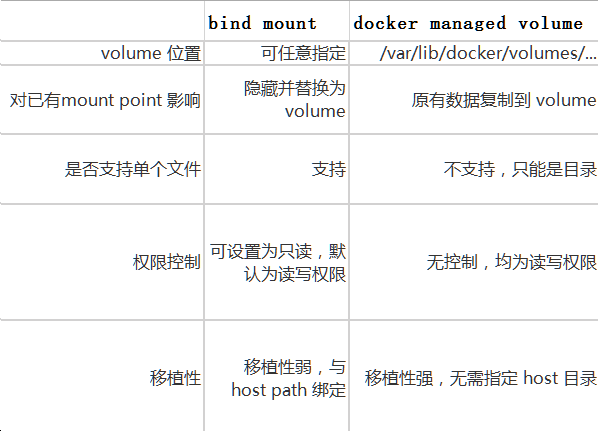 bind mount docker managed volume
volume 位置 可任意指定 /var/lib/docker/volumes/...
对已有mount point 影响 隐藏并替换为 volume 原有数据复制到 volume
是否支持单个文件 支持 不支持，只能是目录
权限控制 可设置为只读，默认为读写权限 无控制，均为读写权限
移植性 移植性弱，与 host path 绑定 移植性强，无需指定 host 目录